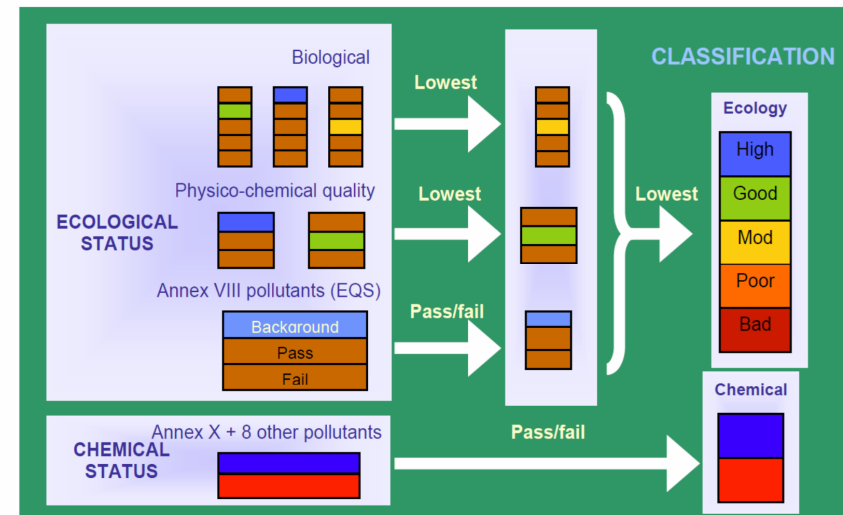 Biological
CLASSIFICATION
Lowest
Ecology
High
Physico-chemical quality
Lowest
Lowest
Good
ECOLOGICAL
STATUS
Mod
Annex VIII pollutants (EQS)
Pass/fail
Poor
Background
Bad
Pass
Fail
Chemical
Annex X + 8 other pollutants
Pass/fail
CHEMICAL
STATUS